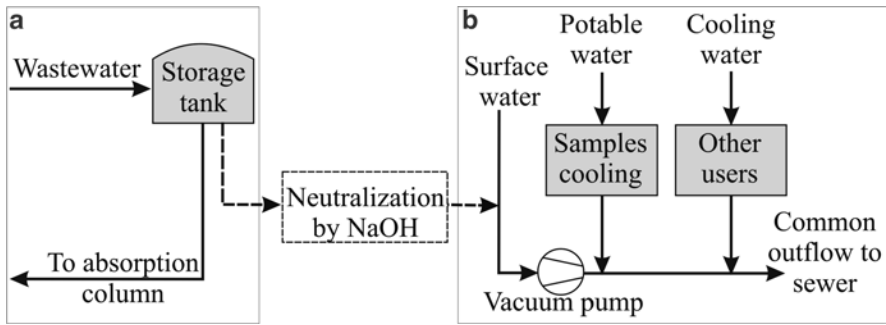 a
Wastewater
Storage
tank
To absorption
column
Neutralization
by NaOH
b
Potable
water
Cooling
water
Surface
water
Samples
cooling
Other
users
Common
outflow to
sewer
Vacuum pump